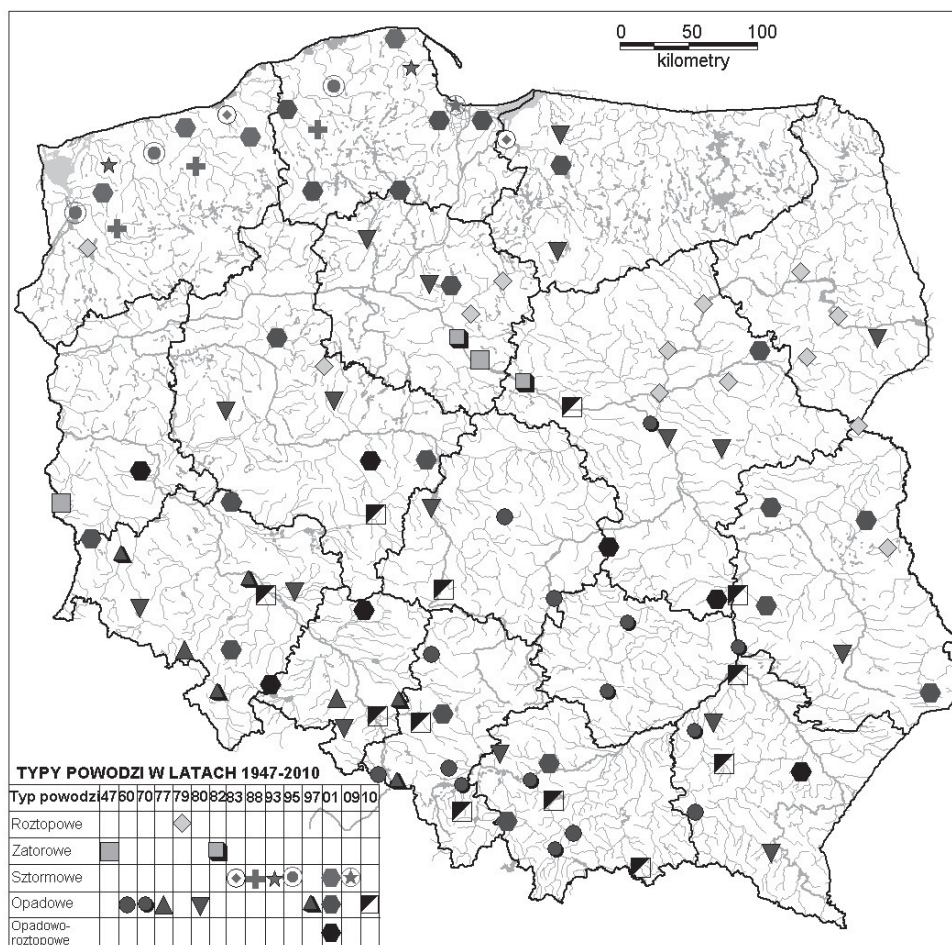 0 50 100
kilometry
TYPY POWODZI W LATACH 1947-2010
Typ powodzi 47 60 70 77 79 80 82 83 88 93 95 97 01 09 10
Roztopowe
Zatorowe
Sztormowe
Opadowe
Opadowo-
roztopowe